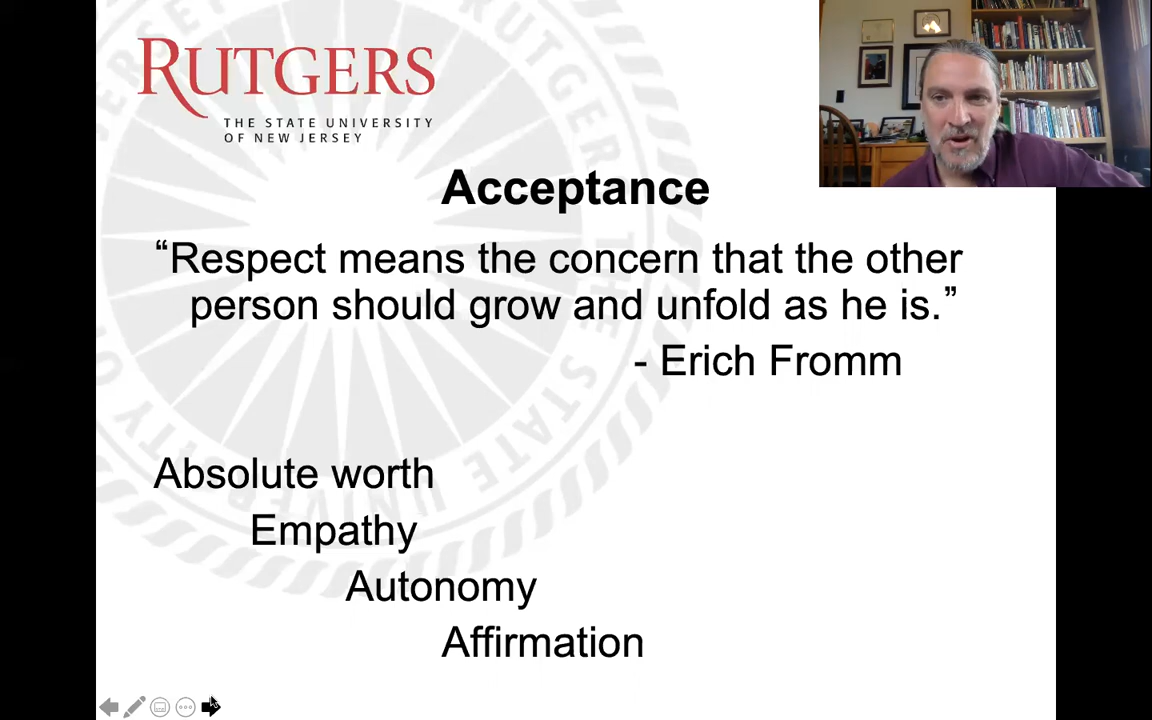 RUTGERS
THE STATE UNIVERSITY
OF NEW JERSEY
Acceptance
“Respect means the concern that the other
person should grow and unfold as he is.”
- Erich Fromm
Absolute worth
Empathy
Autonomy
Affirmation